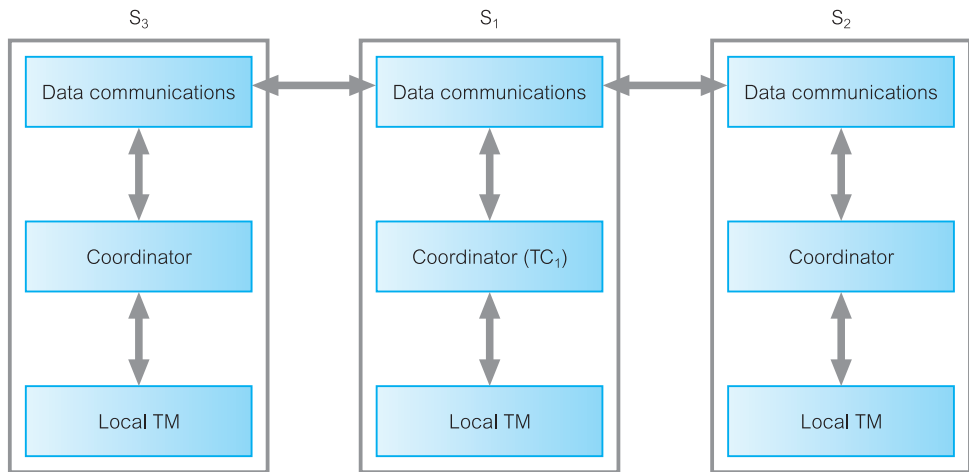 S₃
S₁
S₂
Data communications
Data communications
Data communications
Coordinator
Coordinator (TC₁)
Coordinator
Local TM
Local TM
Local TM